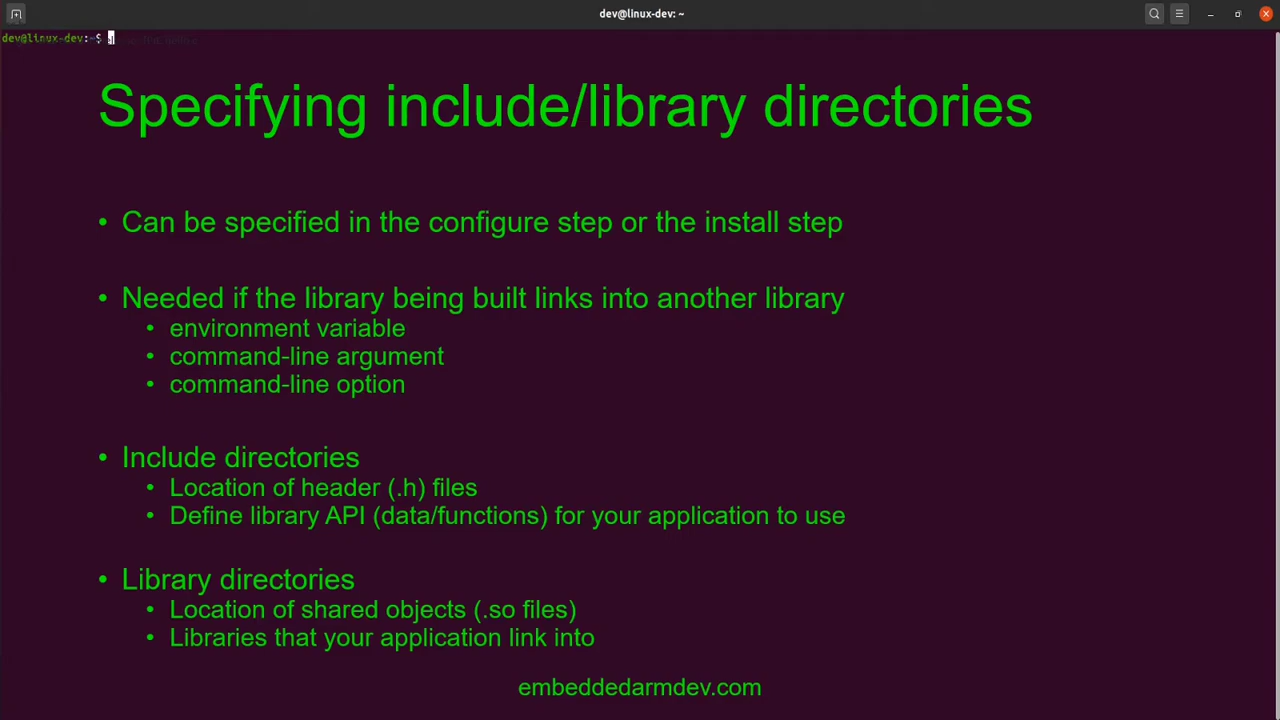 dev@linux-dev: ~
dev@linux-dev:~$
Specifying include/library directories
• Can be specified in the configure step or the install step
• Needed if the library being built links into another library
• environment variable
• command-line argument
• command-line option
• Include directories
• Location of header (.h) files
• Define library API (data/functions) for your application to use
• Library directories
• Location of shared objects (.so files)
• Libraries that your application link into
embeddedarmdev.com